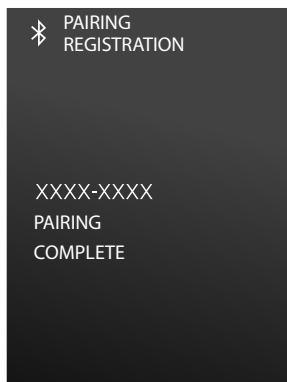 PAIRING
REGISTRATION
XXXX-XXXX
PAIRING
COMPLETE